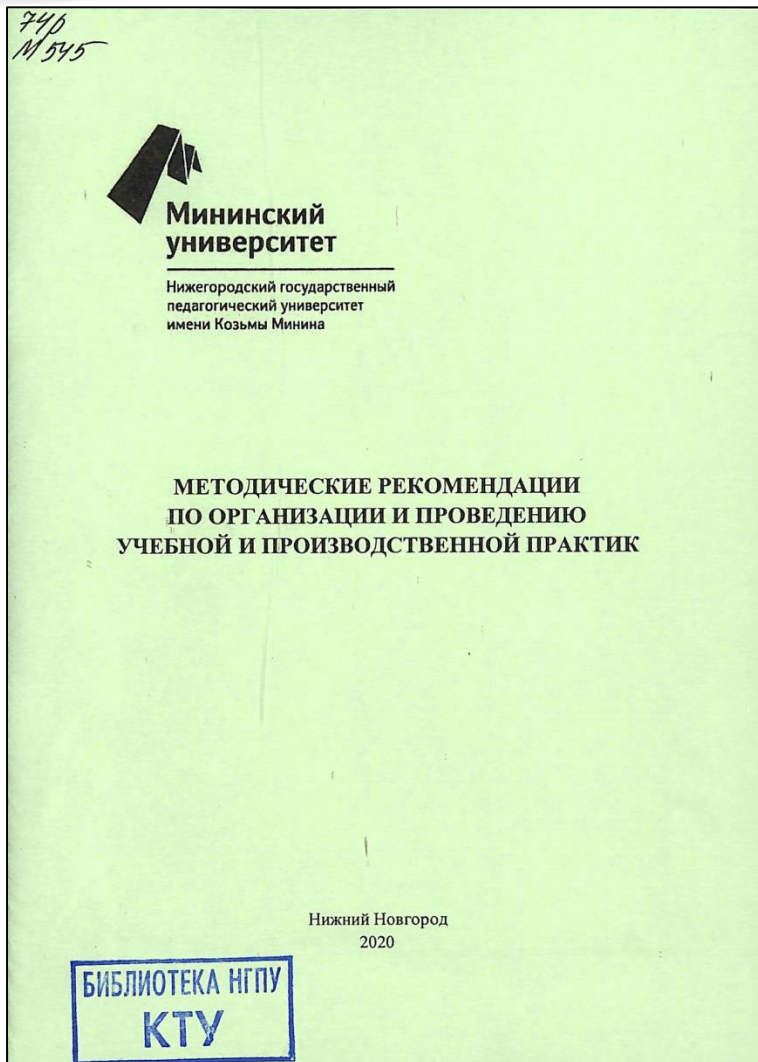 74р
М 545
Мининский
университет
Нижегородский государственный
педагогический университет
имени Козьмы Минина
МЕТОДИЧЕСКИЕ РЕКОМЕНДАЦИИ
ПО ОРГАНИЗАЦИИ И ПРОВЕДЕНИЮ
УЧЕБНОЙ И ПРОИЗВОДСТВЕННОЙ ПРАКТИК
Нижний Новгород
2020
БИБЛИОТЕКА НГПУ
КТУ